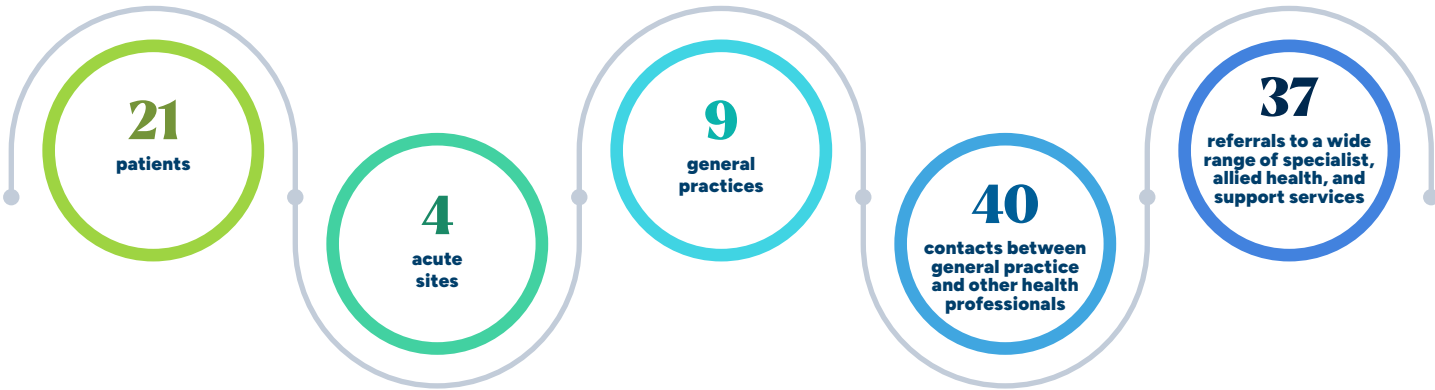 21
patients
4
acute
sites
9
general
practices
40
contacts between
general practice
and other health
professionals
37
referrals to a wide
range of specialist,
allied health, and
support services